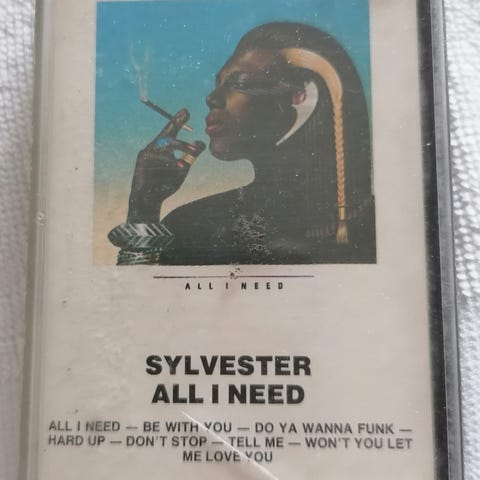 ALL I NEED
SYLVESTER
ALL I NEED
ALL I NEED — BE WITH YOU — DO YA WANNA FUNK —
HARD UP — DON'T STOP — TELL ME — WON'T YOU LET
ME LOVE YOU